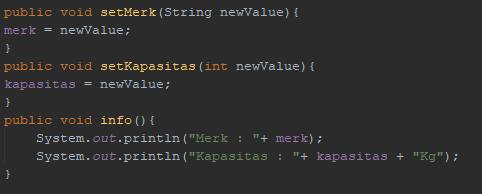 public void setMerk(String newValue){
merk = newValue;
}
public void setKapasitas(int newValue){
kapasitas = newValue;
}
public void info(){
    System.out.println("Merk : "+ merk);
    System.out.println("Kapasitas : "+ kapasitas + "Kg");
}